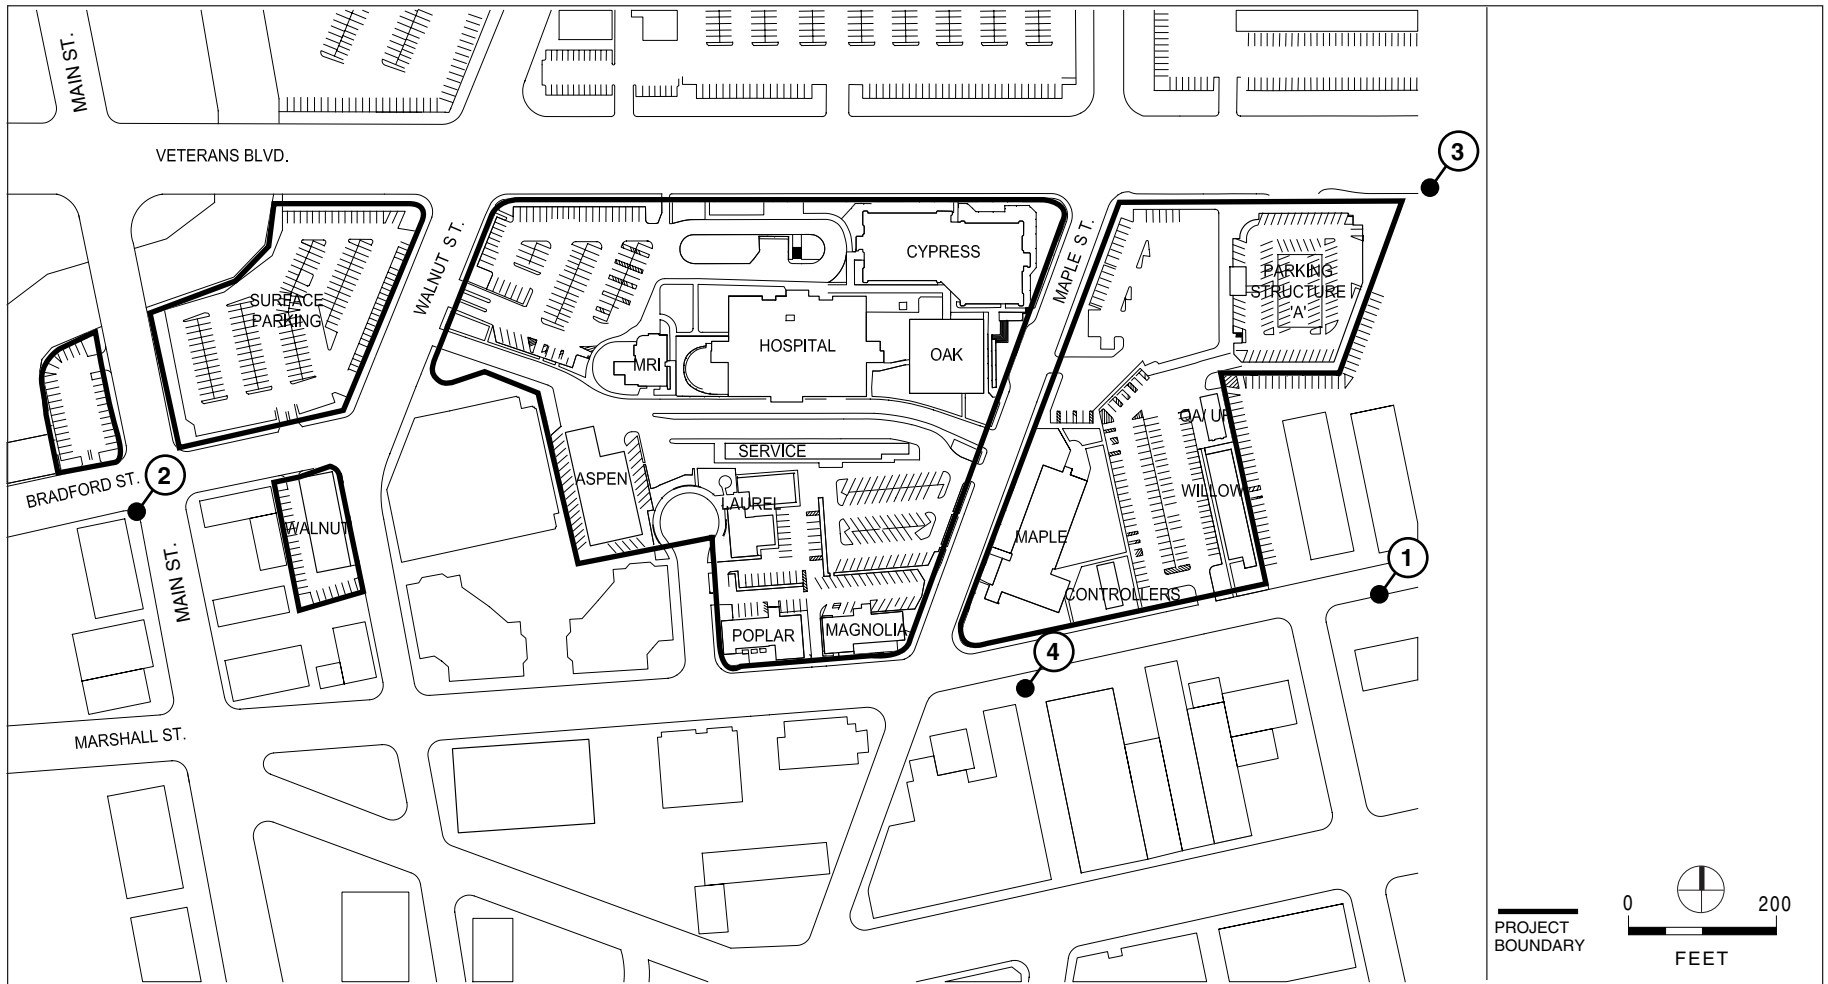 MAIN ST.
VETERANS BLVD.
3
WALNUT ST.
MAPLE ST.
CYPRESS
SURFACE
PARKING
PARKING
STRUCTURE
'A'
HOSPITAL
OAK
MRI
OA/ UP
SERVICE
ASPEN
LAUREL
WILLOW
BRADFORD ST.
2
WALNUT
MAPLE
1
MAIN ST.
CONTROLLERS
POPLAR
MAGNOLIA
4
MARSHALL ST.
PROJECT
BOUNDARY
0 200
FEET